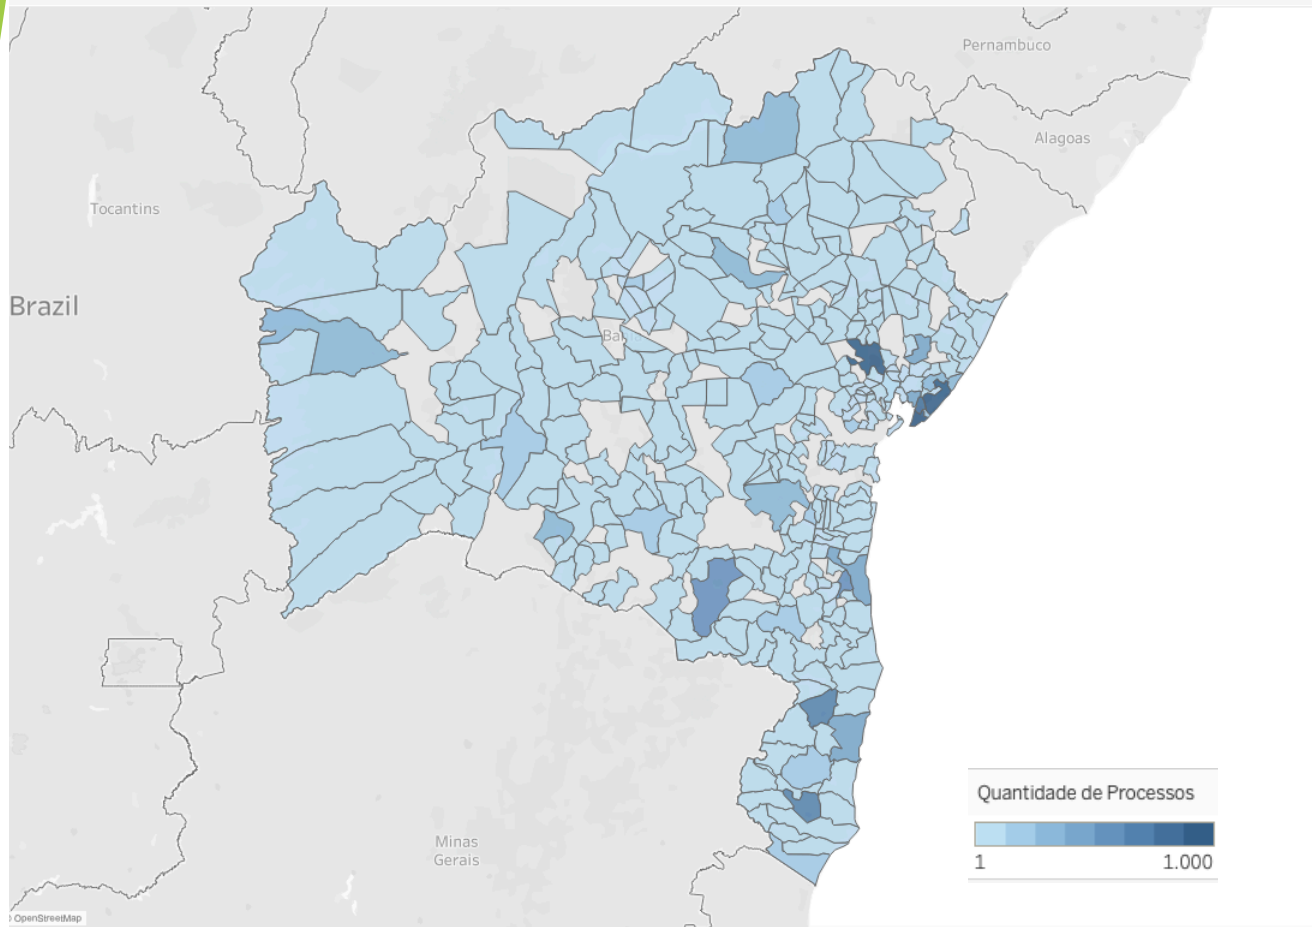 Pernambuco
Alagoas
Tocantins
Brazil
Quantidade de Processos
1 1.000
Minas
Gerais
OpenStreetMap